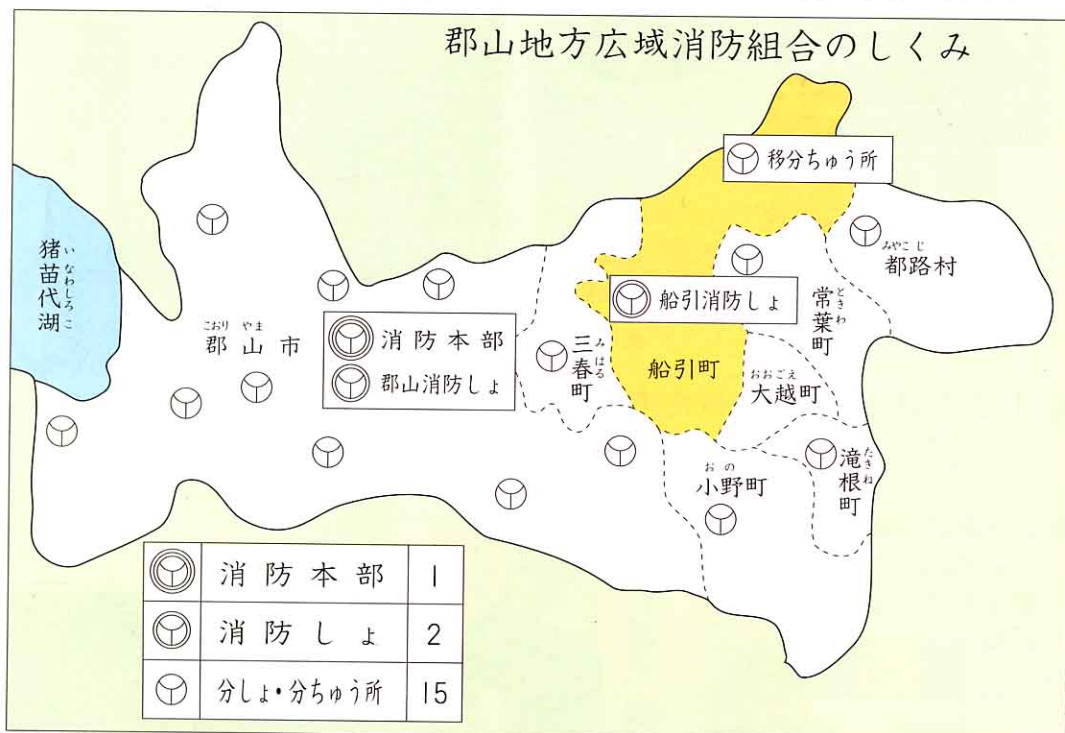 郡山地方広域消防組合のしくみ
移分ちゅう所
みやこじ
都路村
いなわしろこ
猪苗代湖
船引消防しょ
ときわ
常葉町
こおりやま
郡山市
消防本部
郡山消防しょ
みはる
三春町
船引町
おおごえ
大越町
おの
小野町
たきね
滝根町
消防本部 1
消防しょ 2
分しょ・分ちゅう所 15